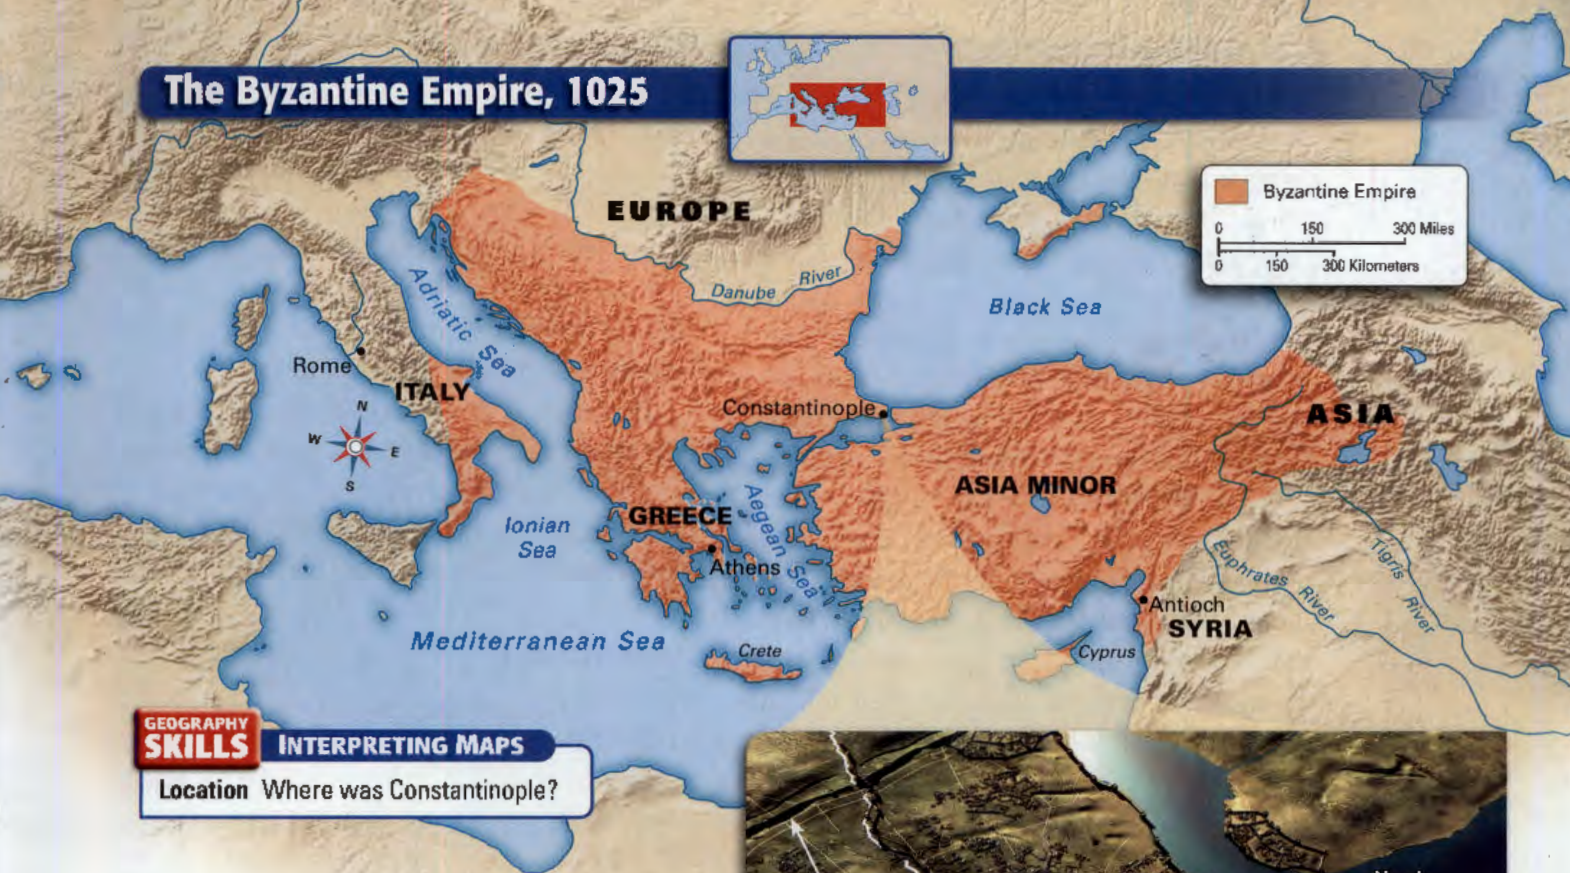 The Byzantine Empire, 1025
EUROPE
Byzantine Empire
0 150 300 Miles
0 150 300 Kilometers
Danube River
Black Sea
Adriatic Sea
Rome
ITALY
N
W
E
S
Constantinople
ASIA
ASIA MINOR
GREECE
Aegean Sea
Ionian
Sea
Athens
Euphrates River
Tigris River
Antioch
SYRIA
Mediterranean Sea
Crete
Cyprus
GEOGRAPHY
SKILLS
INTERPRETING MAPS
Location Where was Constantinople?